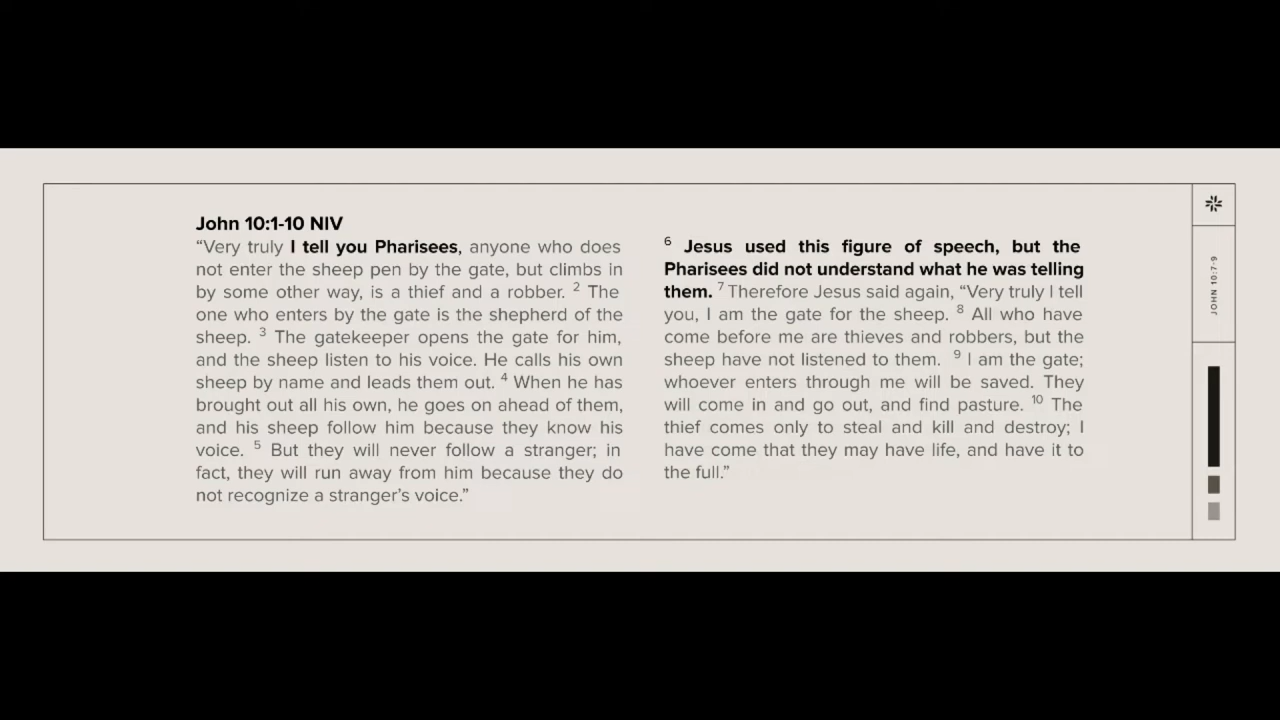 John 10:1-10 NIV
“Very truly I tell you Pharisees, anyone who does
not enter the sheep pen by the gate, but climbs in
by some other way, is a thief and a robber. 2 The
one who enters by the gate is the shepherd of the
sheep. 3 The gatekeeper opens the gate for him,
and the sheep listen to his voice. He calls his own
sheep by name and leads them out. 4 When he has
brought out all his own, he goes on ahead of them,
and his sheep follow him because they know his
voice. 5 But they will never follow a stranger; in
fact, they will run away from him because they do
not recognize a stranger’s voice.”
6 Jesus used this figure of speech, but the
Pharisees did not understand what he was telling
them. 7 Therefore Jesus said again, “Very truly I tell
you, I am the gate for the sheep. 8 All who have
come before me are thieves and robbers, but the
sheep have not listened to them. 9 I am the gate;
whoever enters through me will be saved. They
will come in and go out, and find pasture. 10 The
thief comes only to steal and kill and destroy; I
have come that they may have life, and have it to
the full.”
JOHN 10:7-9